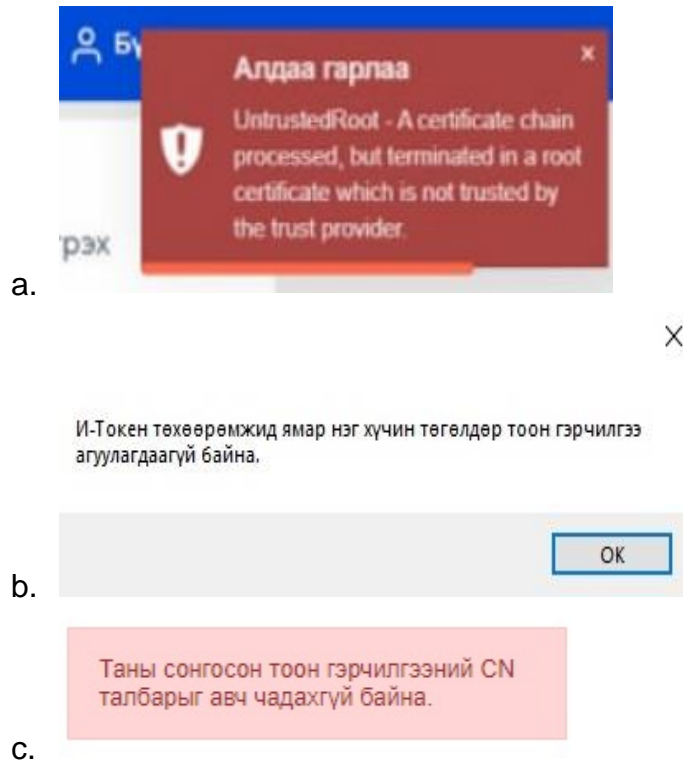 Бү
Алдаа гарлаа
x
UntrustedRoot - A certificate chain
processed, but terminated in a root
certificate which is not trusted by
the trust provider.
трэх
a.
X
И-Токен төхөөрөмжид ямар нэг хүчин төгөлдөр тоон гэрчилгээ
агуулагдаагүй байна.
OK
b.
Таны сонгосон тоон гэрчилгээний CN
талбарыг авч чадахгүй байна.
c.